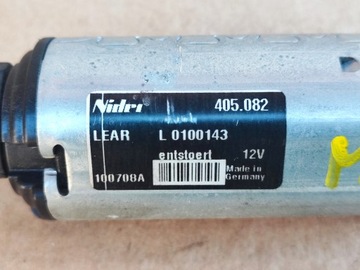 Nidec 405.082
LEAR L 0100143
entstoert 12V
100708A Made in
Germany